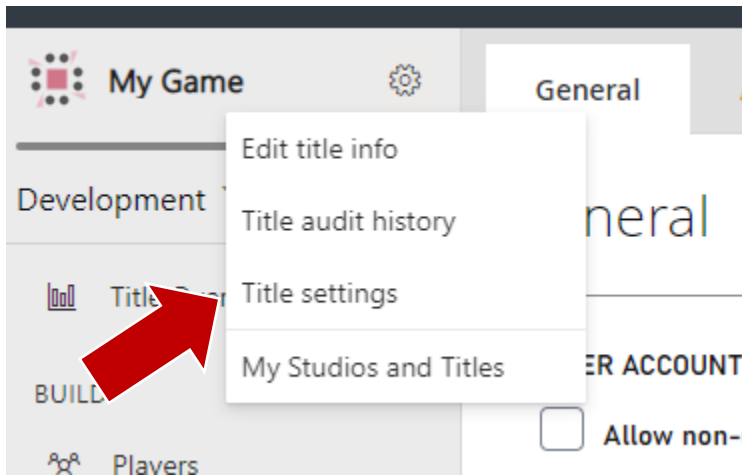 My Game
General
Edit title info
Development
Title audit history
neral
Title
Title settings
ER ACCOUNT
My Studios and Titles
BUILD
Allow non-
Players